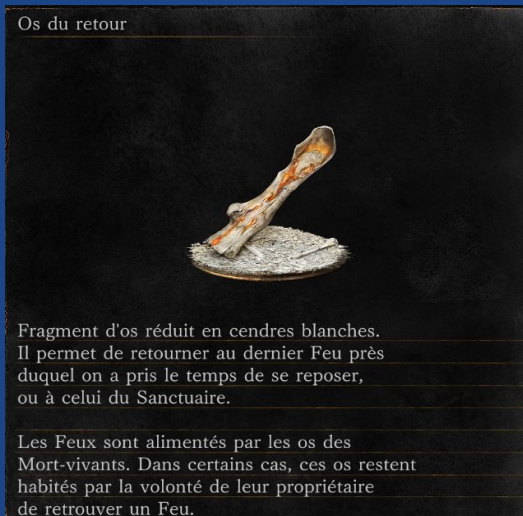 Os du retour
Fragment d'os réduit en cendres blanches.
Il permet de retourner au dernier Feu près
duquel on a pris le temps de se reposer,
ou à celui du Sanctuaire.
Les Feux sont alimentés par les os des
Mort-vivants. Dans certains cas, ces os restent
habités par la volonté de leur propriétaire
de retrouver un Feu.